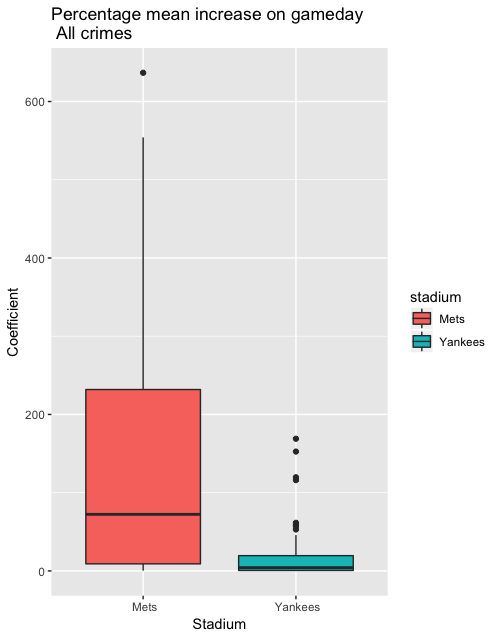 Percentage mean increase on gameday
All crimes
600
400
200
0
Coefficient
Mets
Yankees
Stadium
stadium
Mets
Yankees